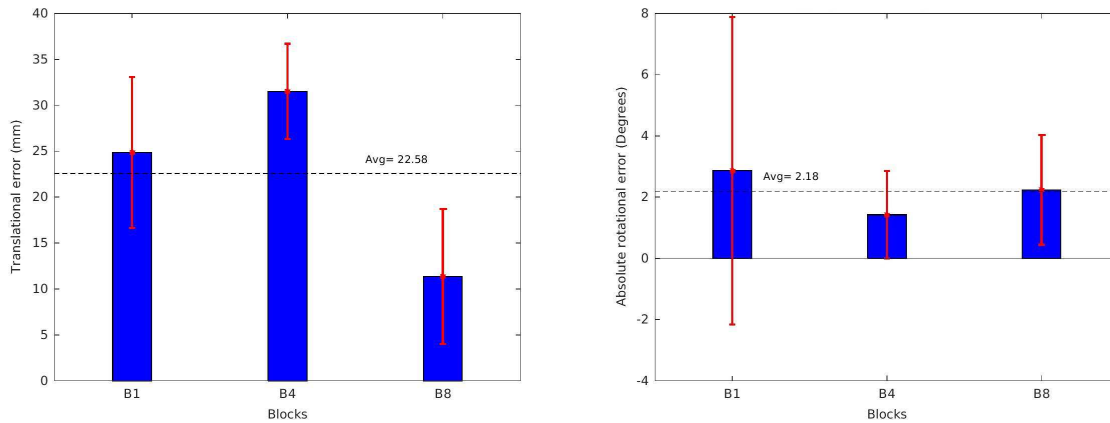 40
35
30
25
20
15
10
5
0
Translational error (mm)
Avg= 22.58
B1 B4 B8
Blocks
8
6
4
2
0
-2
-4
Absolute rotational error (Degrees)
Avg= 2.18
B1 B4 B8
Blocks